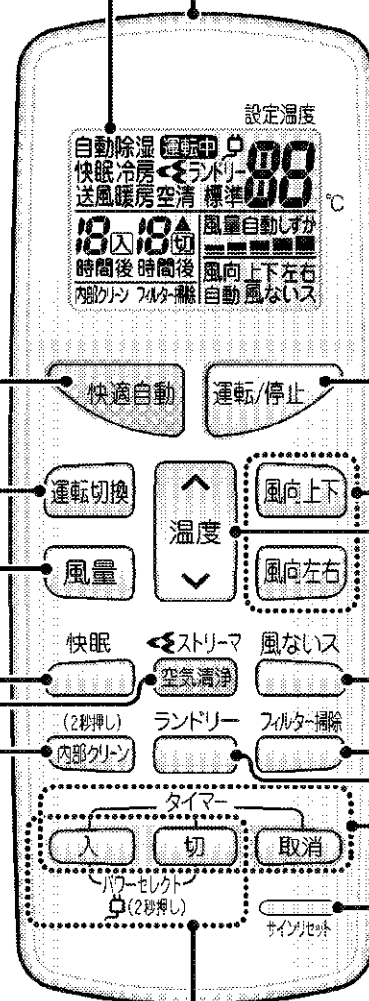 設定温度
自動除湿 運転中
快眠冷房 ランドリー 88 ℃
送風暖房空清 標準
18入 18切 風量自動しずか
時間後 時間後 風向 上下左右
内部クリーン フィルター掃除 自動 風ないス
快適自動 運転/停止
運転切換 温度 風向上下
風量 風向左右
快眠 ストリーマ 風ないス
空気清浄
(2秒押し) ランドリー フィルター掃除
内部クリーン
タイマー
入 切 取消
パワーセレクト
(2秒押し) サインリセット